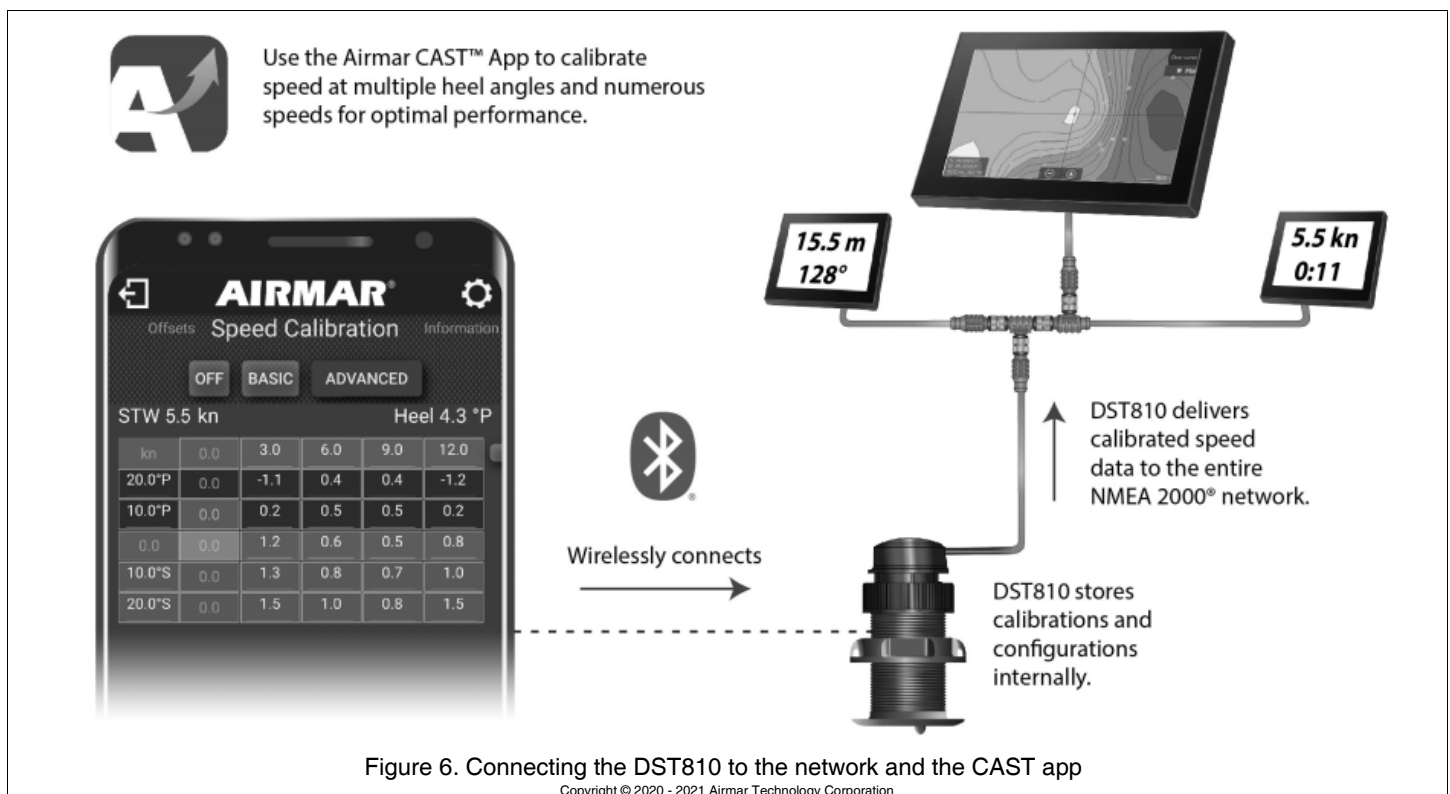 Use the Airmar CAST™ App to calibrate
speed at multiple heel angles and numerous
speeds for optimal performance.
AIRMAR®
Offsets Speed Calibration Information
OFF BASIC ADVANCED
STW 5.5 kn Heel 4.3 °P
kn 0.0 3.0 6.0 9.0 12.0
20.0°P 0.0 -1.1 0.4 0.4 -1.2
10.0°P 0.0 0.2 0.5 0.5 0.2
0.0 0.0 1.2 0.6 0.5 0.8
10.0°S 0.0 1.3 0.8 0.7 1.0
20.0°S 0.0 1.5 1.0 0.8 1.5
15.5 m
128°
5.5 kn
0:11
Wirelessly connects
DST810 delivers
calibrated speed
data to the entire
NMEA 2000® network.
DST810 stores
calibrations and
configurations
internally.
Figure 6. Connecting the DST810 to the network and the CAST app
Copyright © 2020 - 2021 Airmar Technology Corporation